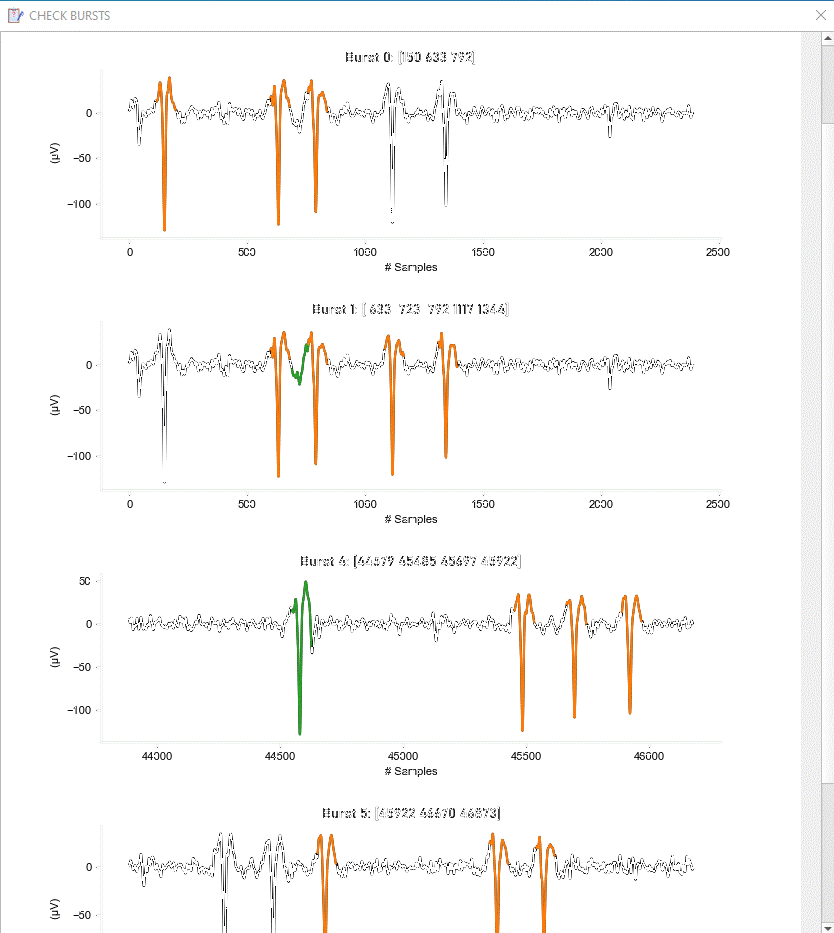 CHECK BURSTS
Burst 0: [150 633 792]
0
−50
−100
(µV)
0 500 1000 1500 2000 2500
# Samples
Burst 1: [ 633 723 792 1117 1344]
0
−50
−100
(µV)
0 500 1000 1500 2000 2500
# Samples
Burst 4: [44579 45485 45697 45922]
50
0
−50
−100
(µV)
44000 44500 45000 45500 46000
# Samples
Burst 5: [45922 46670 46873]
0
−50
(µV)